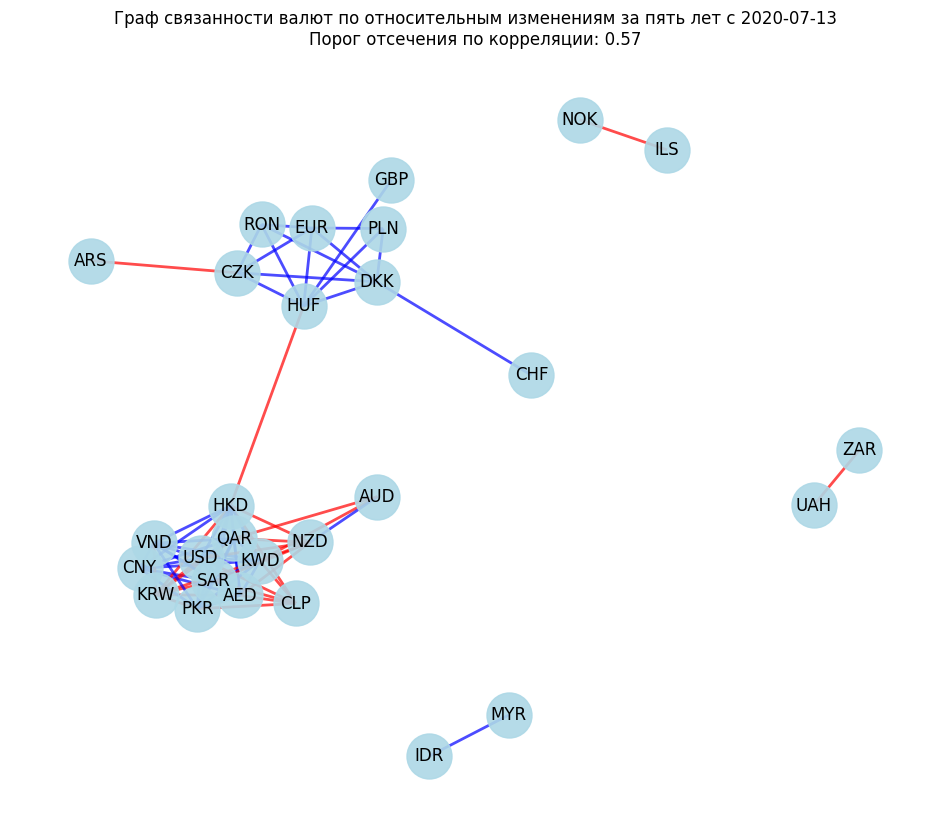 Граф связанности валют по относительным изменениям за пять лет с 2020-07-13
Порог отсечения по корреляции: 0.57
NOK
ILS
GBP
RON
EUR
PLN
ARS
CZK
DKK
HUF
CHF
ZAR
AUD
HKD
UAH
QAR
VND
NZD
USD
KWD
CNY
SAR
KRW
AED
CLP
PKR
MYR
IDR